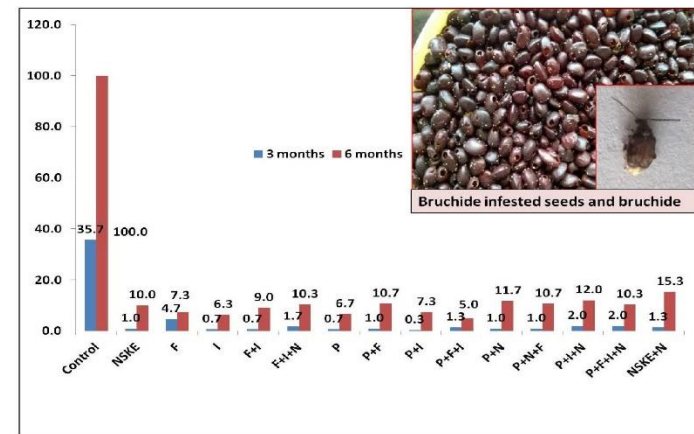 120.0
100.0
80.0
60.0
40.0
20.0
0.0
3 months 6 months
35.7 100.0
1.0 10.0
4.7 7.3
0.7 6.3
0.7 9.0
1.7 10.3
0.7 6.7
1.0 10.7
0.3 7.3
1.3 5.0
1.0 11.7
1.0 10.7
2.0 12.0
2.0 10.3
1.3 15.3
Control
NSKE
F
I
F+I
F+I+N
P
P+F
P+I
P+F+I
P+N
P+N+F
P+I+N
P+F+I+N
NSKE+N
Bruchide infested seeds and bruchide